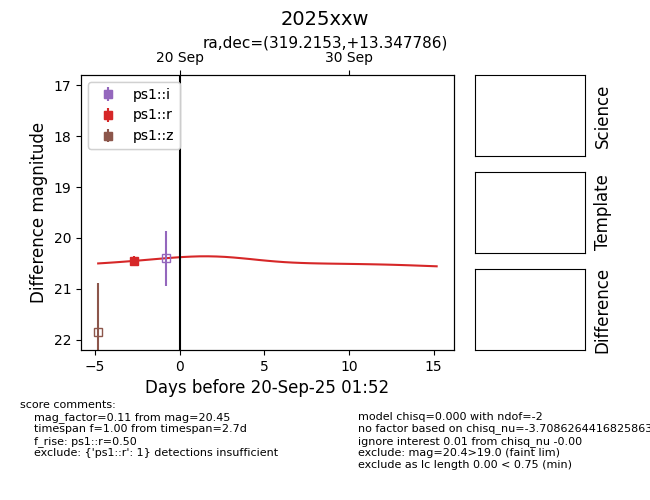 2025xxw
ra,dec=(319.2153,+13.347786)
20 Sep
30 Sep
17
18
19
20
21
22
Difference magnitude
ps1::i
ps1::r
ps1::z
−5
0
5
10
15
Days before 20-Sep-25 01:52
Science
Template
Difference
score comments:
mag_factor=0.11 from mag=20.45
timespan f=1.00 from timespan=2.7d
f_rise: ps1::r=0.50
exclude: {'ps1::r': 1} detections insufficient
model chisq=0.000 with ndof=-2
no factor based on chisq_nu=-3.7086264416825863
ignore interest 0.01 from chisq_nu -0.00
exclude: mag=20.4>19.0 (faint lim)
exclude as lc length 0.00 < 0.75 (min)